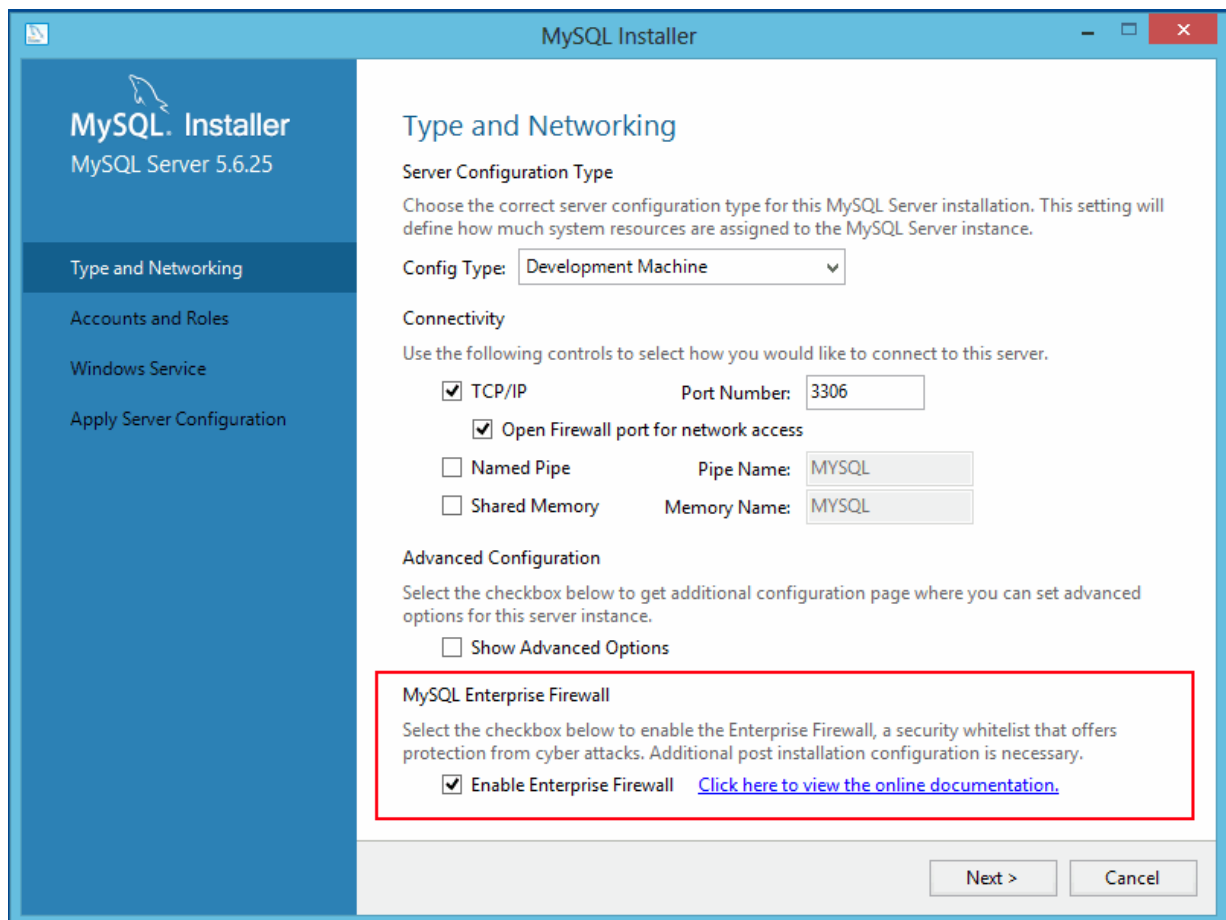 MySQL Installer
MySQL. Installer
MySQL Server 5.6.25
Type and Networking
Accounts and Roles
Windows Service
Apply Server Configuration
Type and Networking
Server Configuration Type
Choose the correct server configuration type for this MySQL Server installation. This setting will
define how much system resources are assigned to the MySQL Server instance.
Config Type: Development Machine
Connectivity
Use the following controls to select how you would like to connect to this server.
TCP/IP Port Number: 3306
Open Firewall port for network access
Named Pipe Pipe Name: MYSQL
Shared Memory Memory Name: MYSQL
Advanced Configuration
Select the checkbox below to get additional configuration page where you can set advanced
options for this server instance.
Show Advanced Options
MySQL Enterprise Firewall
Select the checkbox below to enable the Enterprise Firewall, a security whitelist that offers
protection from cyber attacks. Additional post installation configuration is necessary.
Enable Enterprise Firewall Click here to view the online documentation.
Next > Cancel